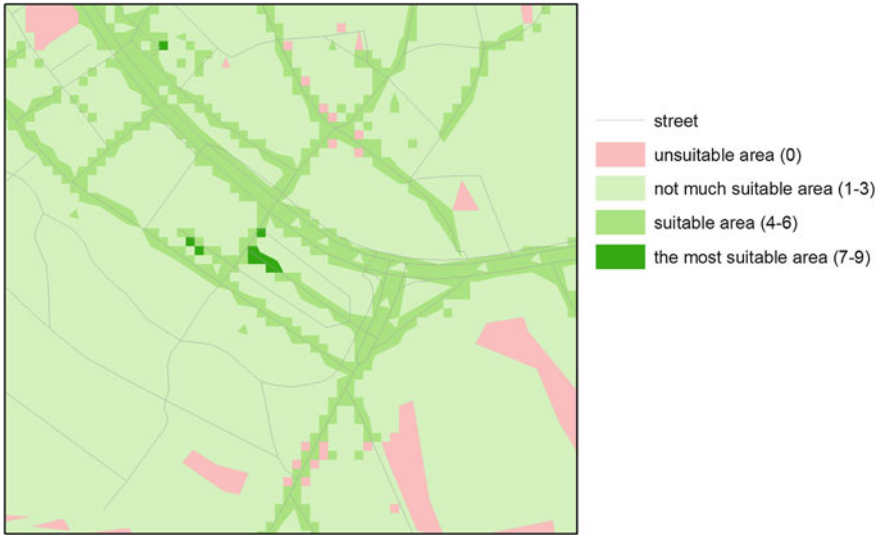 street
unsuitable area (0)
not much suitable area (1-3)
suitable area (4-6)
the most suitable area (7-9)